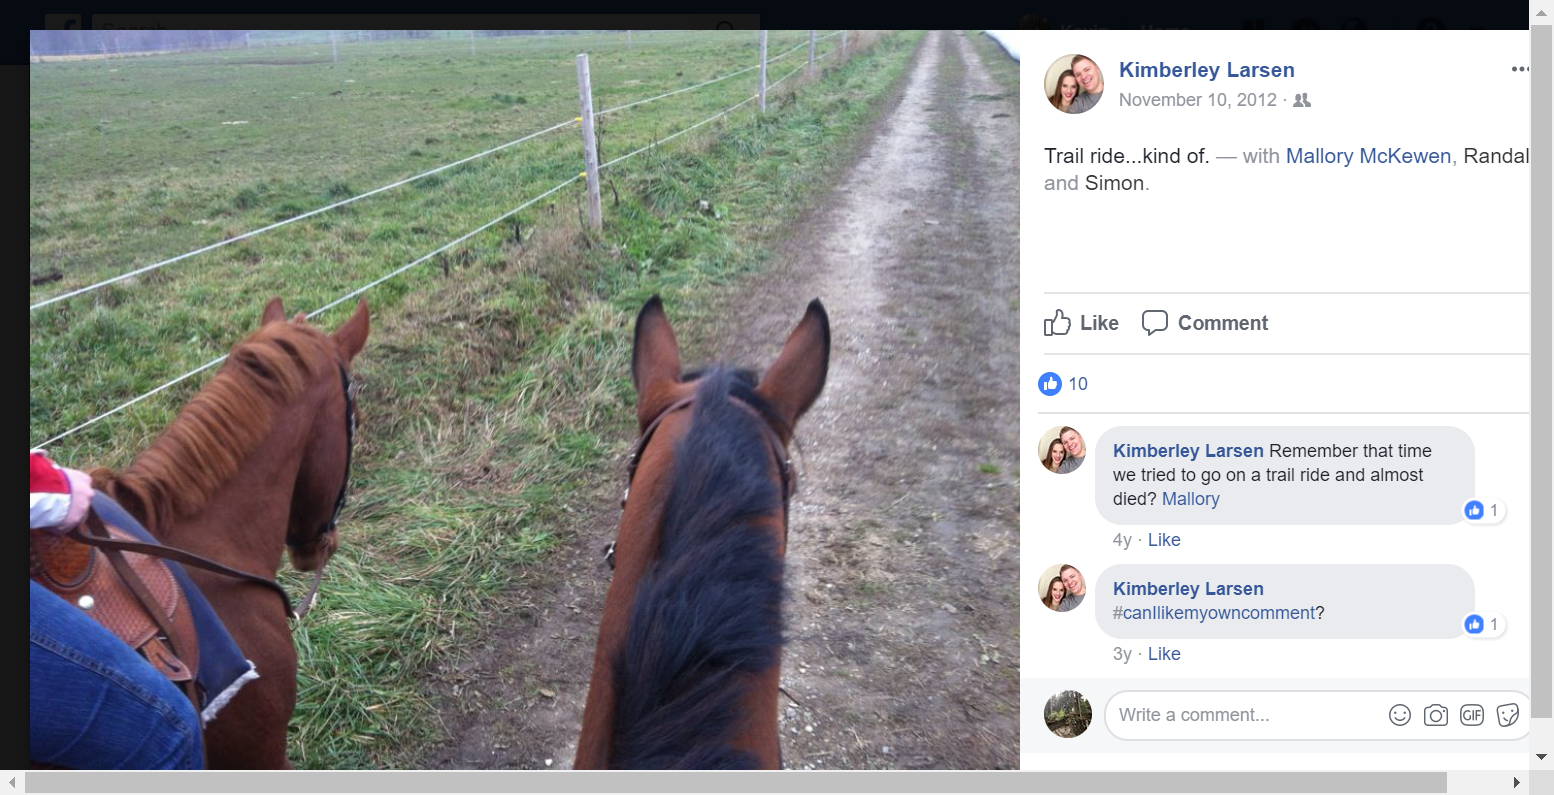 Search
Kimberley Larsen
November 10, 2012 ·
Trail ride...kind of. — with Mallory McKewen, Randal
and Simon.
Like Comment
10
Kimberley Larsen Remember that time
we tried to go on a trail ride and almost
died? Mallory
1
4y · Like
Kimberley Larsen
#canIlikemyowncomment?
1
3y · Like
Write a comment...
GIF